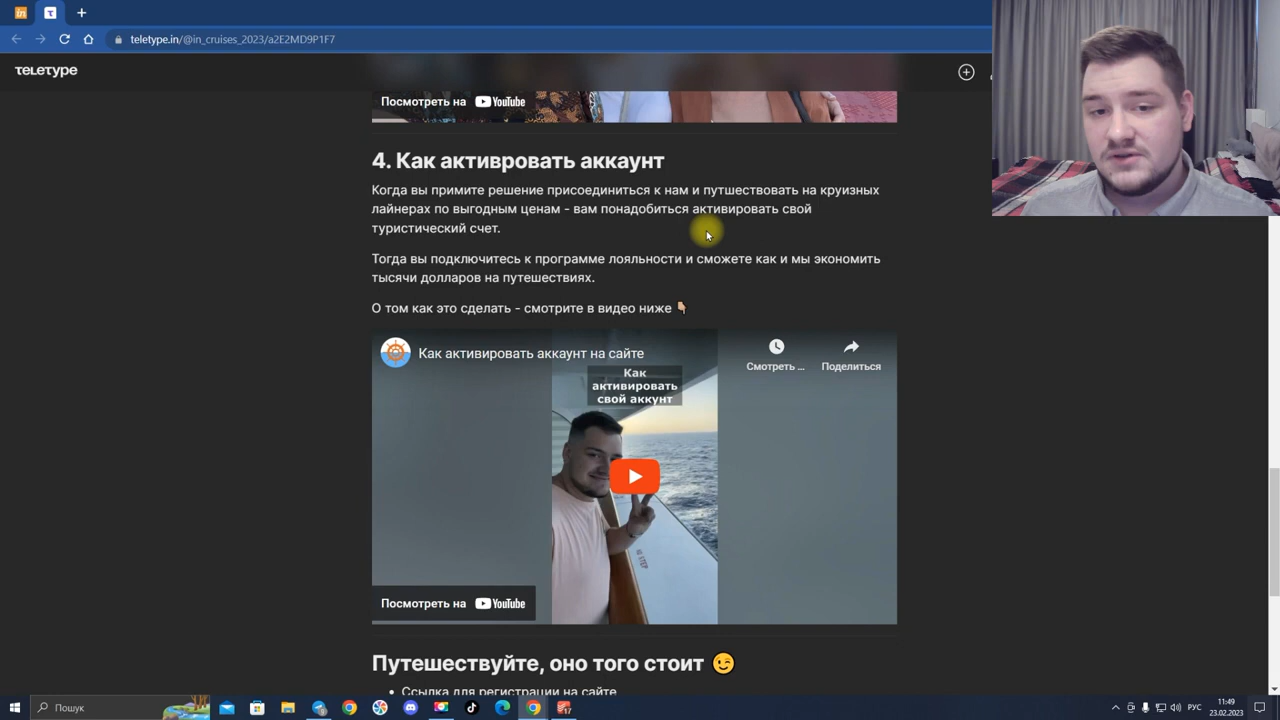 teletype.in/@in_cruises_2023/a2E2MD9P1F7
TELETYPE
Посмотреть на YouTube
4. Как активровать аккаунт
Когда вы примите решение присоединиться к нам и путшествовать на круизных
лайнерах по выгодным ценам - вам понадобиться активировать свой
туристический счет.
Тогда вы подключитесь к программе лояльности и сможете как и мы экономить
тысячи долларов на путешествиях.
О том как это сделать - смотрите в видео ниже
Как активировать аккаунт на сайте
Смотреть ...
Поделиться
Как
активировать
свой аккунт
Посмотреть на YouTube
Путешествуйте, оно того стоит
Ссылка для регистрации на сайте
Пошук
17
РУС
11:49
23.02.2023